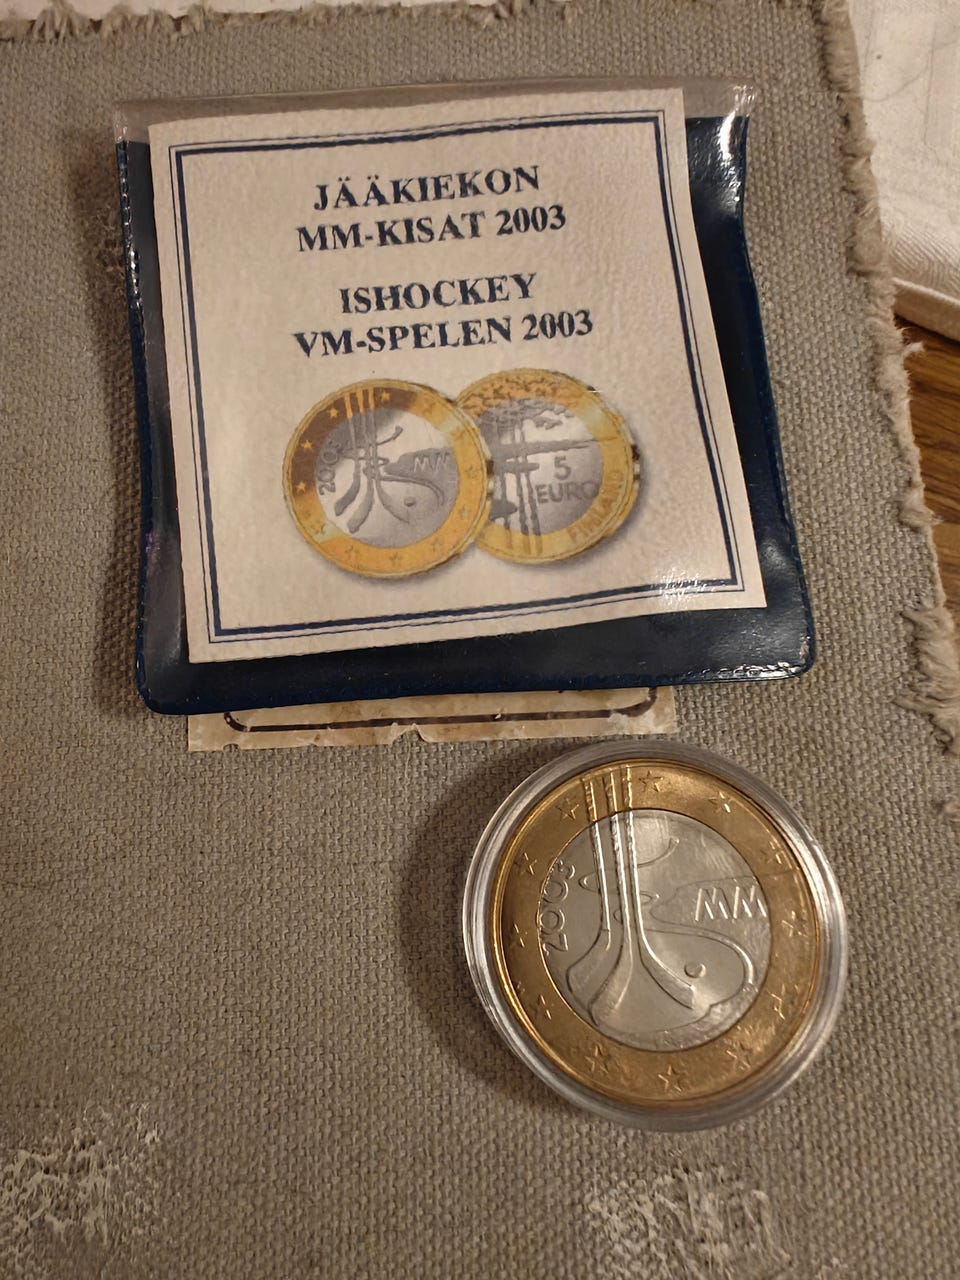 JÄÄKIEKON
MM-KISAT 2003
ISHOCKEY
VM-SPELEN 2003
2003
MM
5
EURO
FINLAND
2003
MM